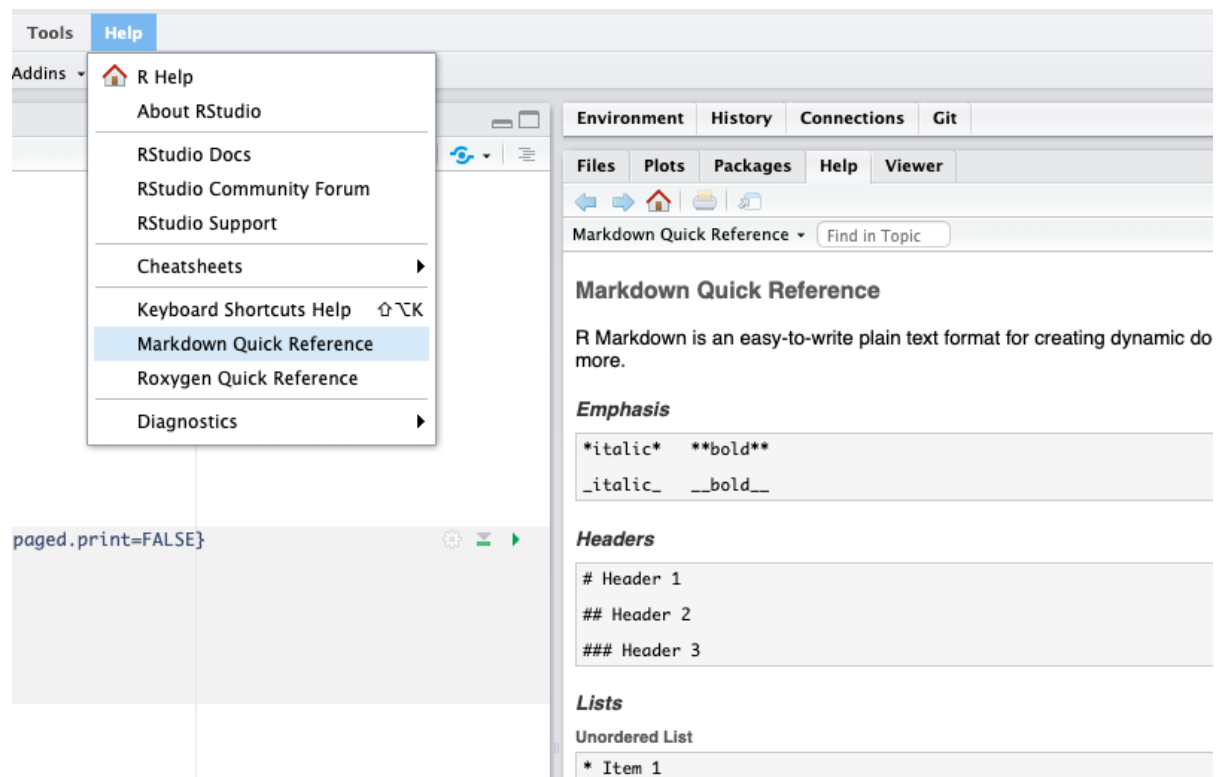 Tools Help
Addins
R Help
About RStudio
RStudio Docs
RStudio Community Forum
RStudio Support
Cheatsheets
Keyboard Shortcuts Help ⇧⌥K
Markdown Quick Reference
Roxygen Quick Reference
Diagnostics
paged.print=FALSE}
Environment History Connections Git
Files Plots Packages Help Viewer
Markdown Quick Reference Find in Topic
Markdown Quick Reference
R Markdown is an easy-to-write plain text format for creating dynamic do
more.
Emphasis
*italic* **bold**
_italic_ __bold__
Headers
# Header 1
## Header 2
### Header 3
Lists
Unordered List
* Item 1